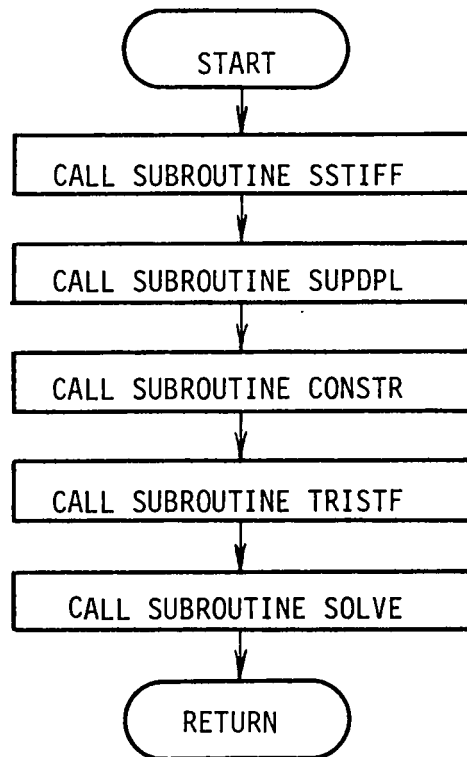 START
CALL SUBROUTINE SSTIFF
CALL SUBROUTINE SUPDPL
CALL SUBROUTINE CONSTR
CALL SUBROUTINE TRISTF
CALL SUBROUTINE SOLVE
RETURN